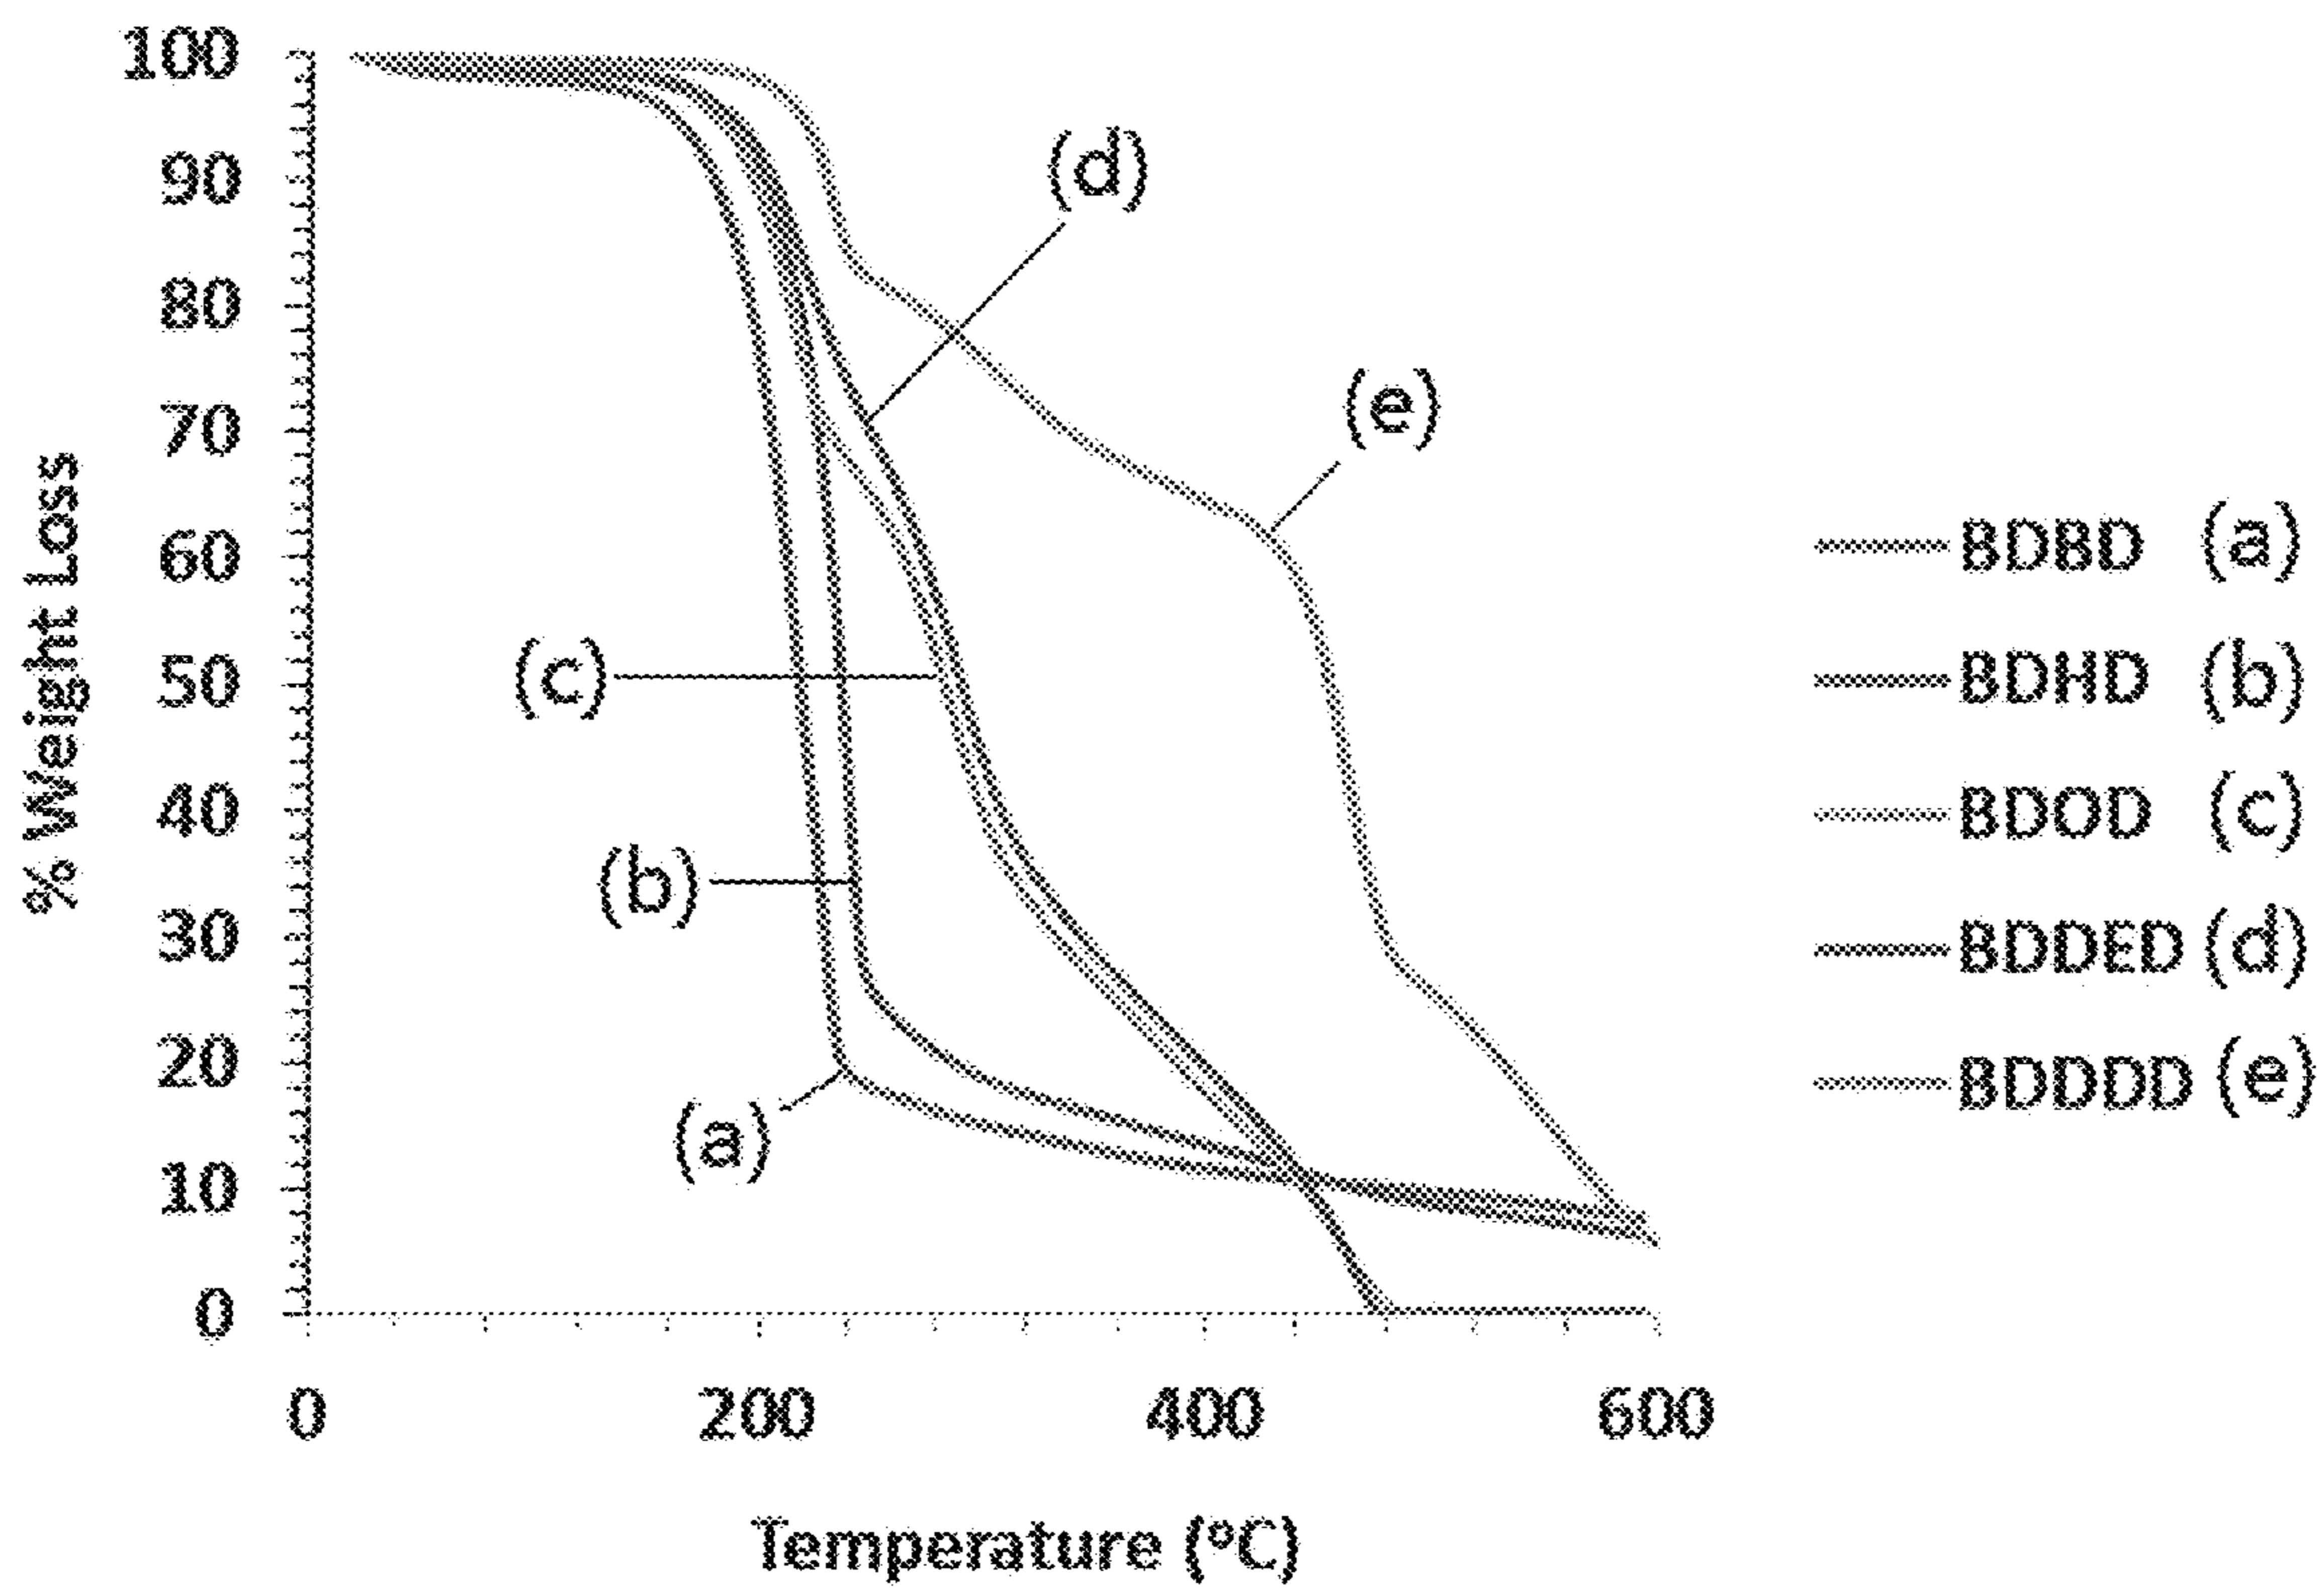 100
90
80
70
60
50
40
30
20
10
0
% Weight Loss
0 200 400 600
Temperature (ºC)
(a)
(b)
(c)
(d)
(e)
BDBD (a)
BDHD (b)
BDOD (c)
BDDED (d)
BDDDD (e)